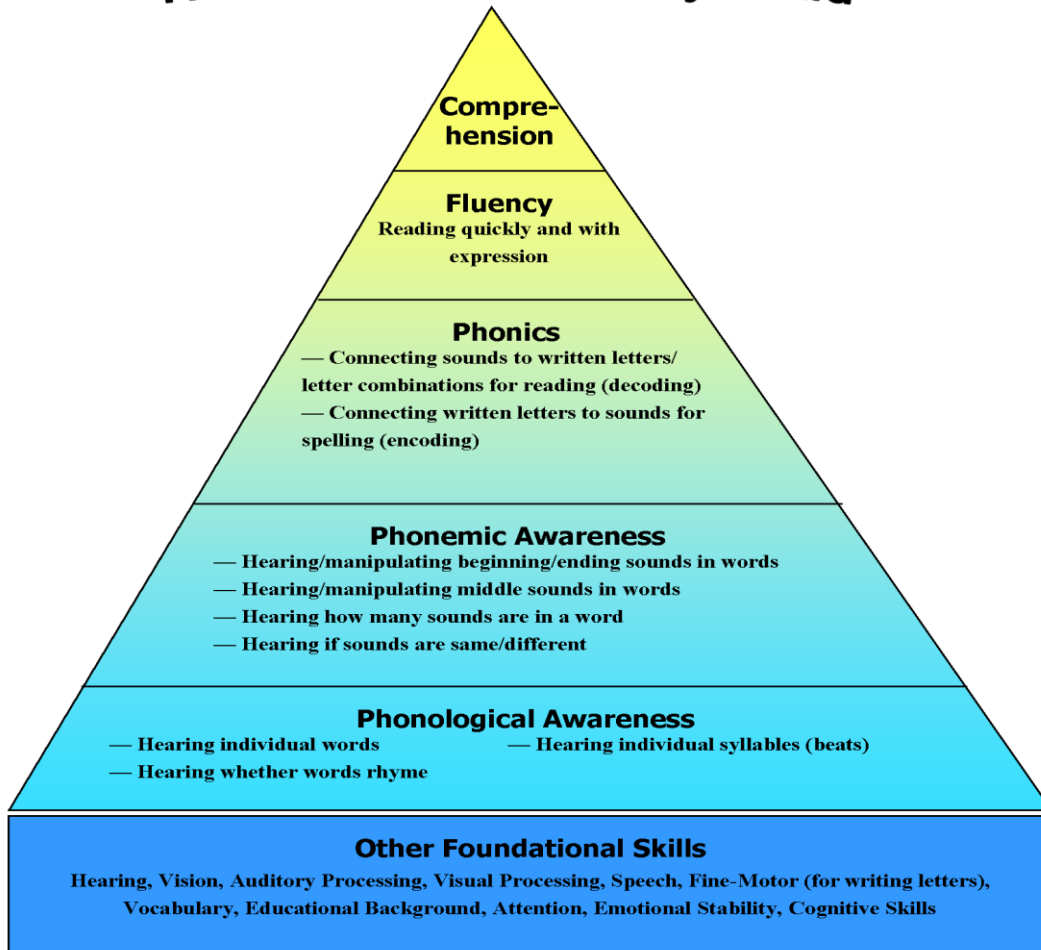 Compre-
hension
Fluency
Reading quickly and with
expression
Phonics
— Connecting sounds to written letters/
letter combinations for reading (decoding)
— Connecting written letters to sounds for
spelling (encoding)
Phonemic Awareness
— Hearing/manipulating beginning/ending sounds in words
— Hearing/manipulating middle sounds in words
— Hearing how many sounds are in a word
— Hearing if sounds are same/different
Phonological Awareness
— Hearing individual words — Hearing individual syllables (beats)
— Hearing whether words rhyme
Other Foundational Skills
Hearing, Vision, Auditory Processing, Visual Processing, Speech, Fine-Motor (for writing letters),
Vocabulary, Educational Background, Attention, Emotional Stability, Cognitive Skills